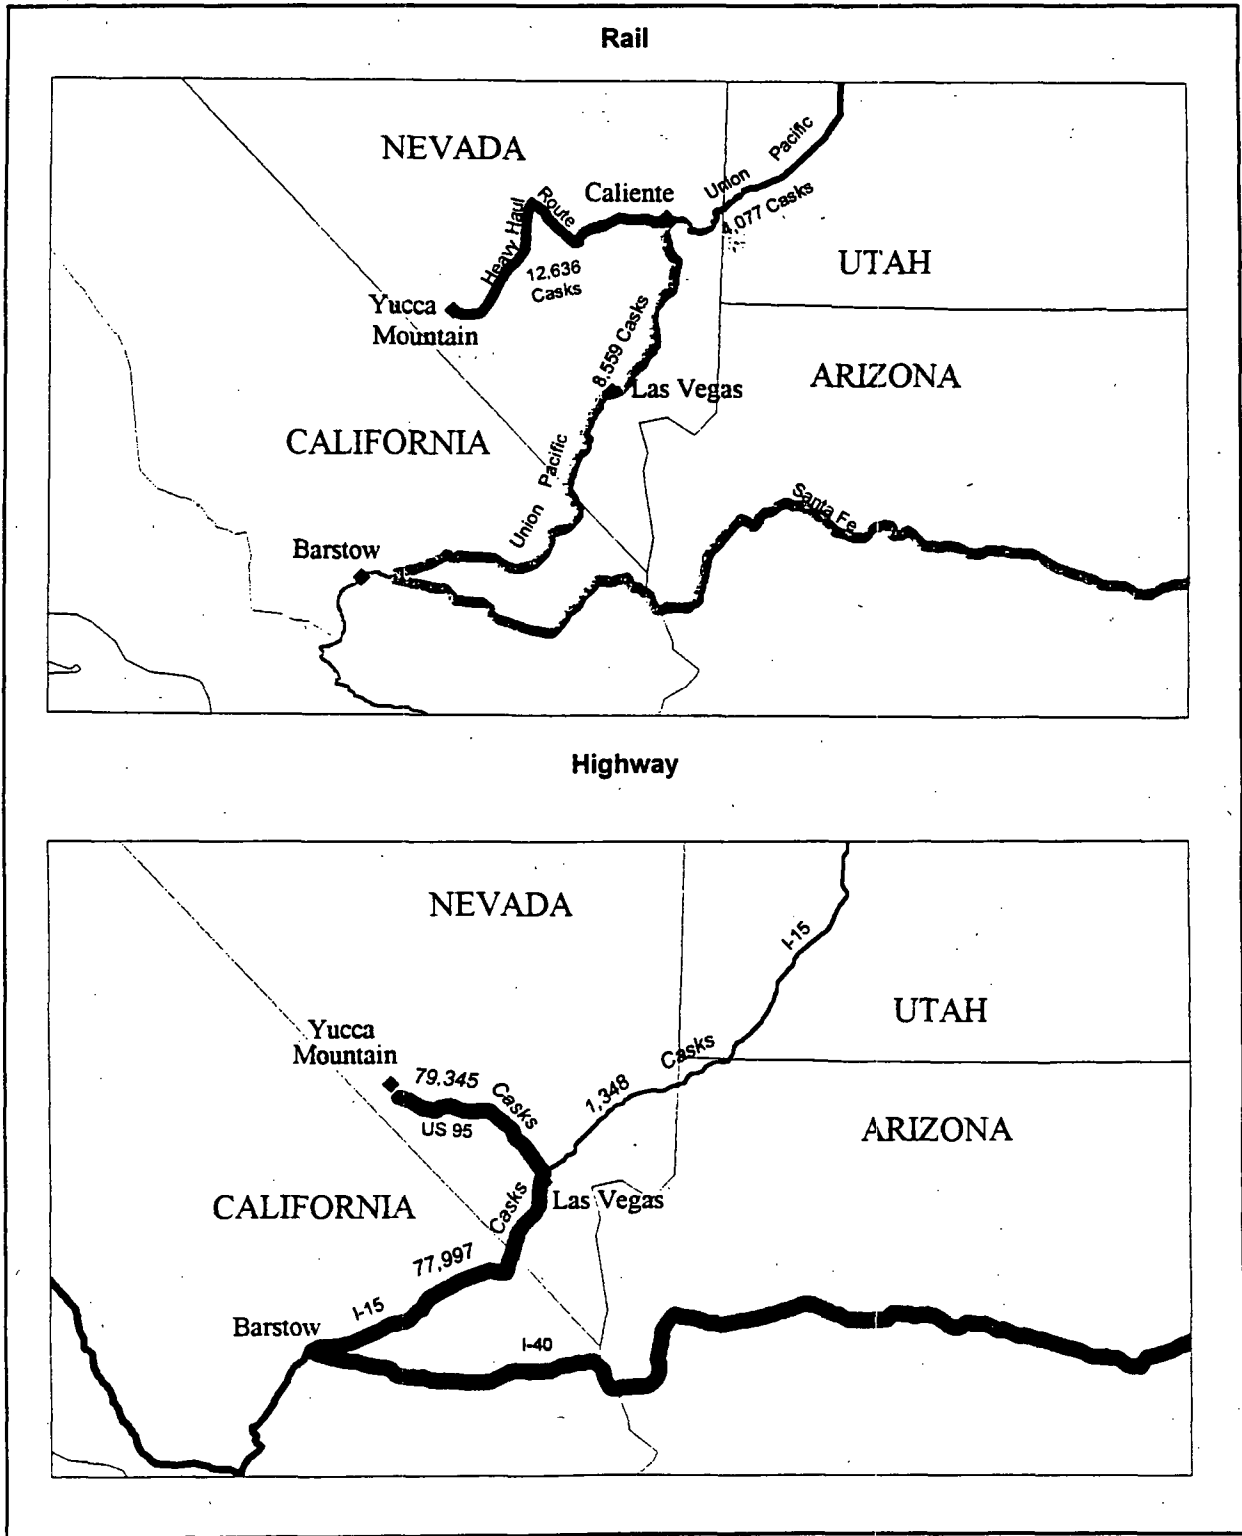 Rail
NEVADA
Union Pacific
Caliente
Heavy Haul Route
4,077 Casks
12,636
Casks
UTAH
Yucca
Mountain
8,559 Casks
Las Vegas
ARIZONA
CALIFORNIA
Union Pacific
Santa Fe
Barstow
Highway
NEVADA
I-15
UTAH
Yucca
Mountain
79,345 Casks
US 95
1,348 Casks
ARIZONA
Las Vegas
CALIFORNIA
77,997 Casks
I-15
Barstow
I-40